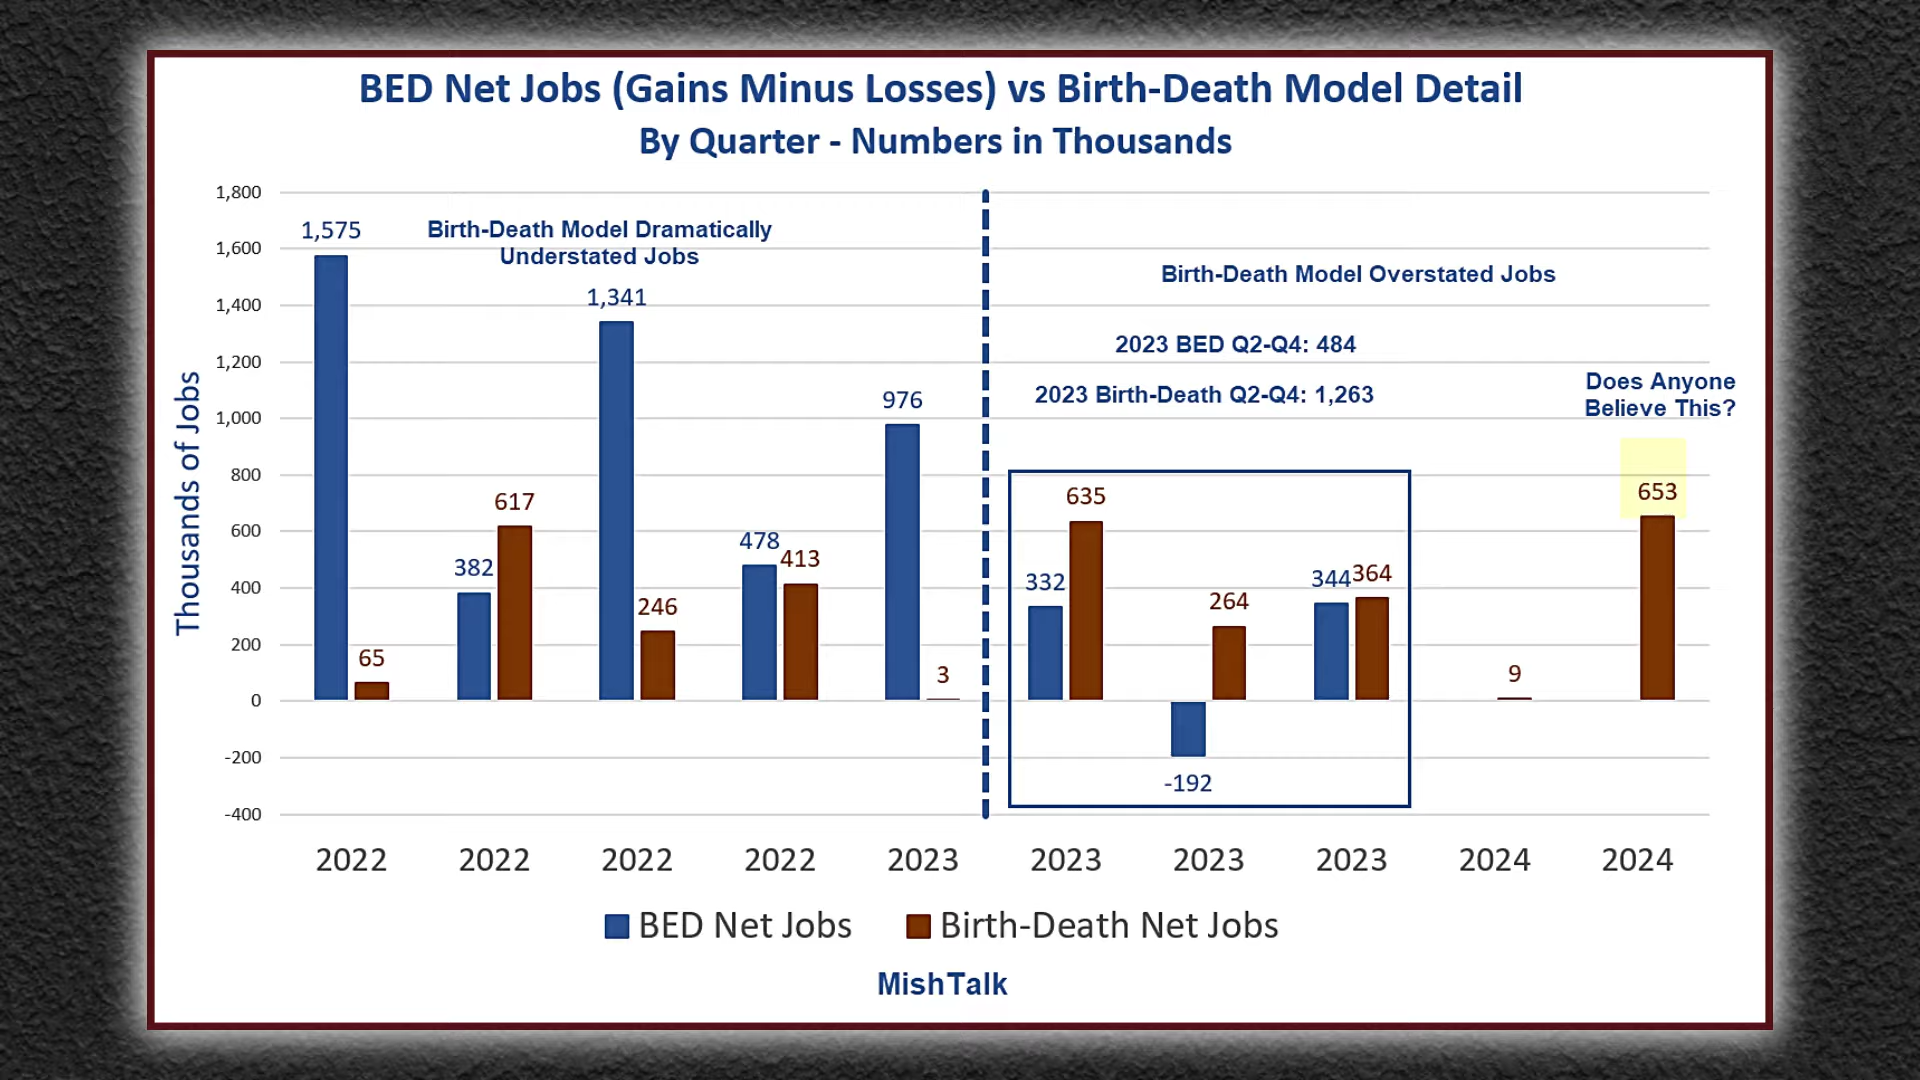 BED Net Jobs (Gains Minus Losses) vs Birth-Death Model Detail
By Quarter - Numbers in Thousands
Thousands of Jobs
1,800
1,600
1,400
1,200
1,000
800
600
400
200
0
-200
-400
Birth-Death Model Dramatically
Understated Jobs
Birth-Death Model Overstated Jobs
2023 BED Q2-Q4: 484
2023 Birth-Death Q2-Q4: 1,263
Does Anyone
Believe This?
1,575
65
382
617
1,341
246
478
413
976
3
332
635
-192
264
344
364
9
653
2022 2022 2022 2022 2023 2023 2023 2023 2024 2024
BED Net Jobs Birth-Death Net Jobs
MishTalk